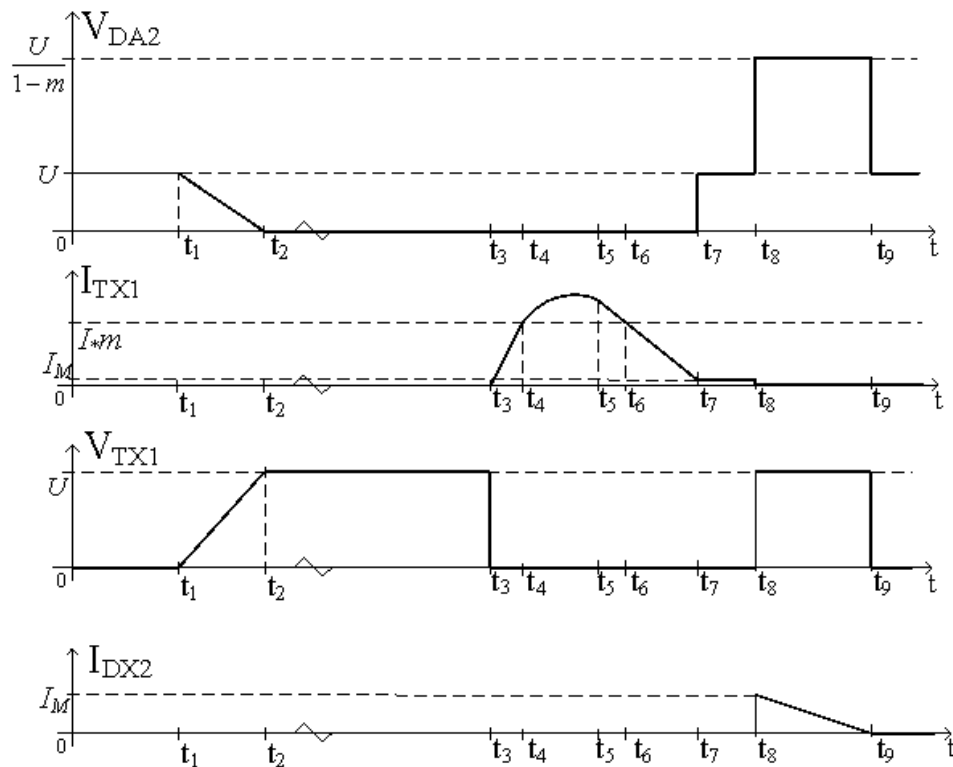 V_DA2
U
1-m
U
0
t1 t2 t3 t4 t5 t6 t7 t8 t9 t
I_TX1
I*m
I_M
0
t1 t2 t3 t4 t5 t6 t7 t8 t9 t
V_TX1
U
0
t1 t2 t3 t4 t5 t6 t7 t8 t9 t
I_DX2
I_M
0
t1 t2 t3 t4 t5 t6 t7 t8 t9 t